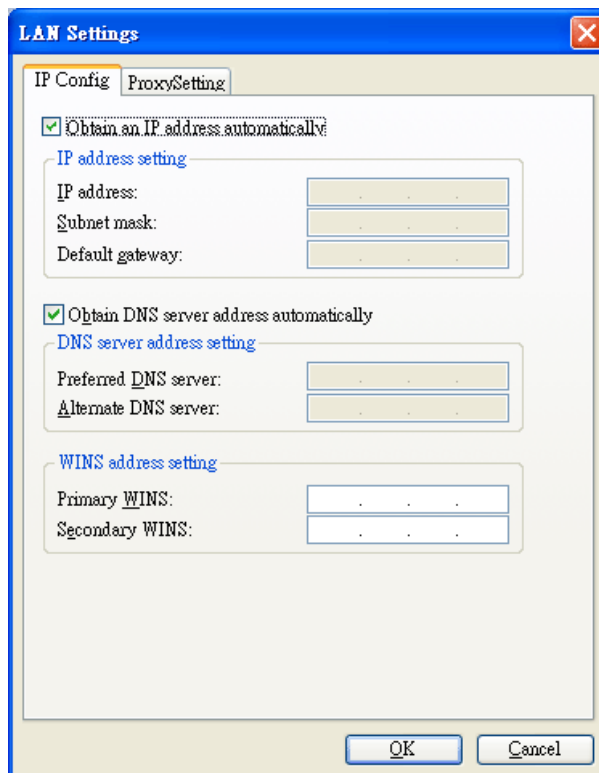 LAN Settings
IP Config
ProxySetting
Obtain an IP address automatically
IP address setting
IP address:
Subnet mask:
Default gateway:
Obtain DNS server address automatically
DNS server address setting
Preferred DNS server:
Alternate DNS server:
WINS address setting
Primary WINS:
Secondary WINS:
OK
Cancel